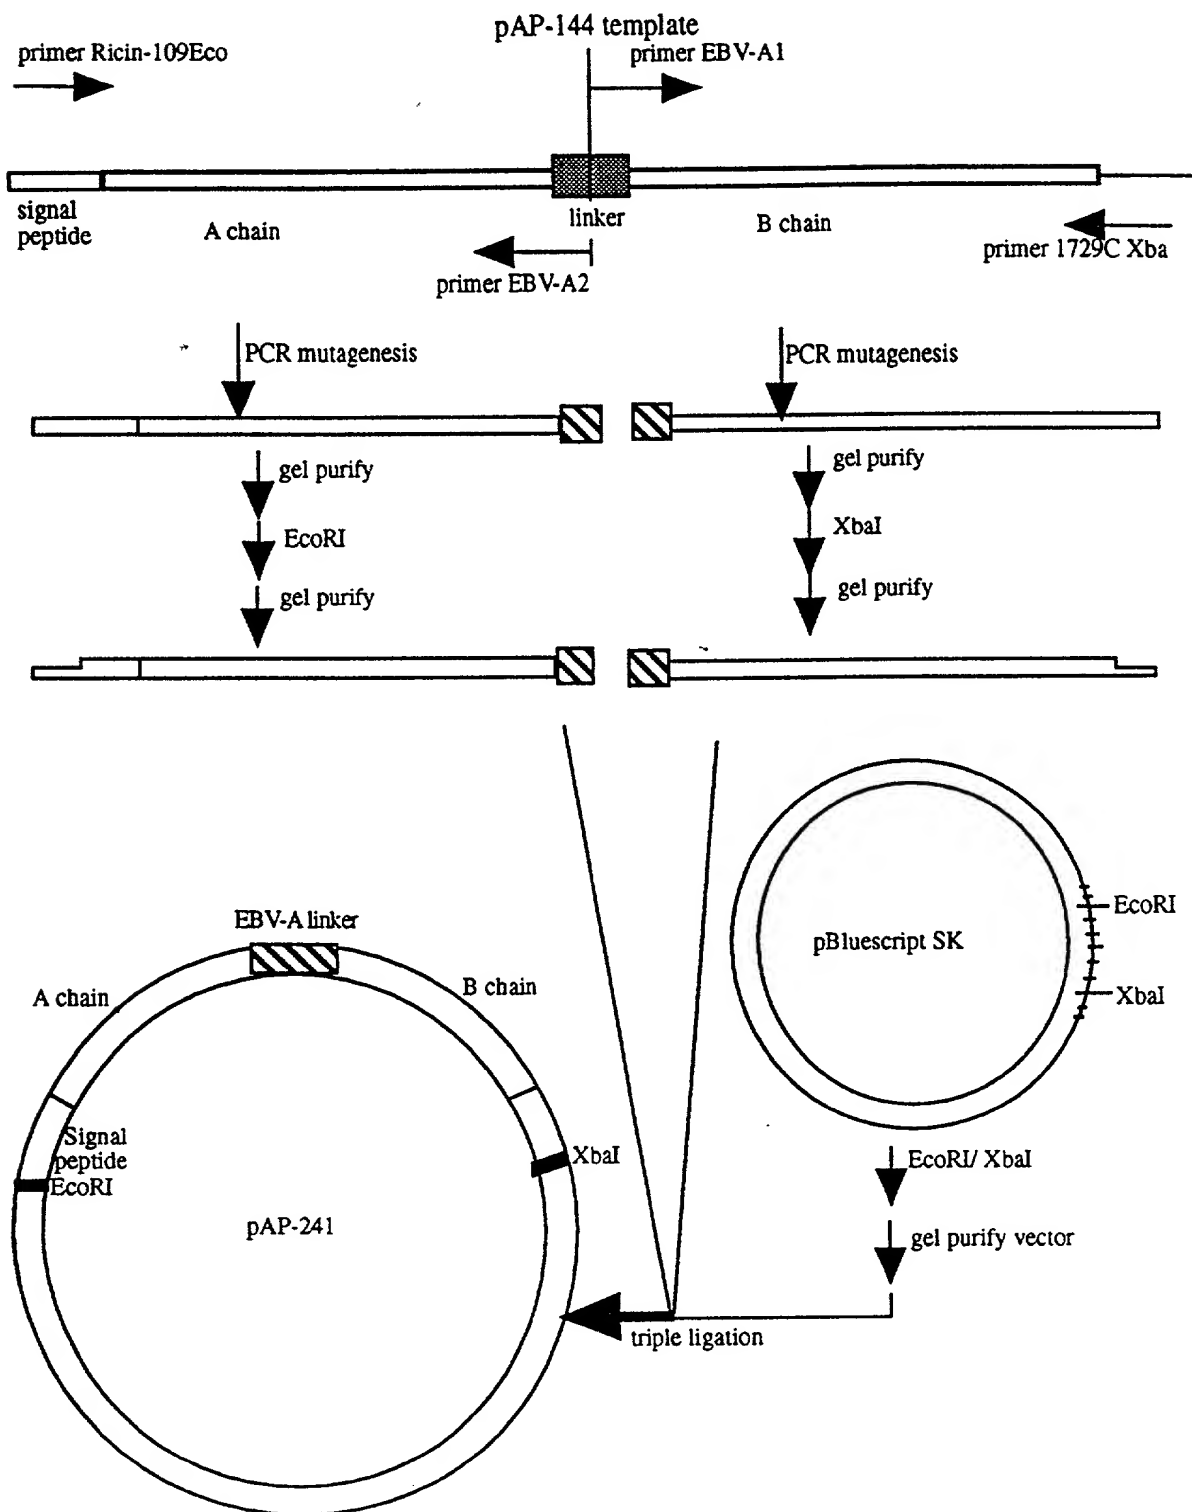 pAP-144 template
primer Ricin-109Eco
primer EBV-A1
signal
peptide
A chain
linker
B chain
primer EBV-A2
primer 1729C Xba
PCR mutagenesis
PCR mutagenesis
gel purify
gel purify
EcoRI
XbaI
gel purify
gel purify
EBV-A linker
A chain
B chain
pBluescript SK
EcoRI
XbaI
Signal
peptide
EcoRI
XbaI
pAP-241
EcoRI/ XbaI
gel purify vector
triple ligation